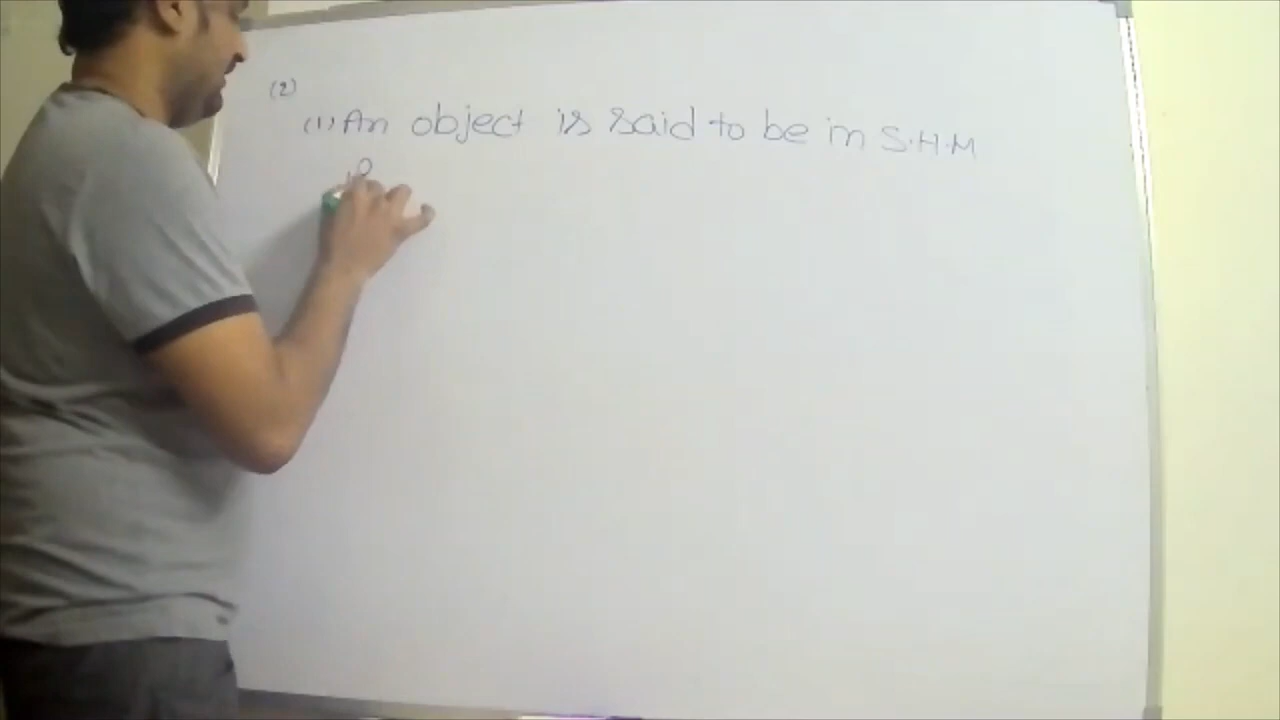 (2)
(1) An object is said to be in S.H.M